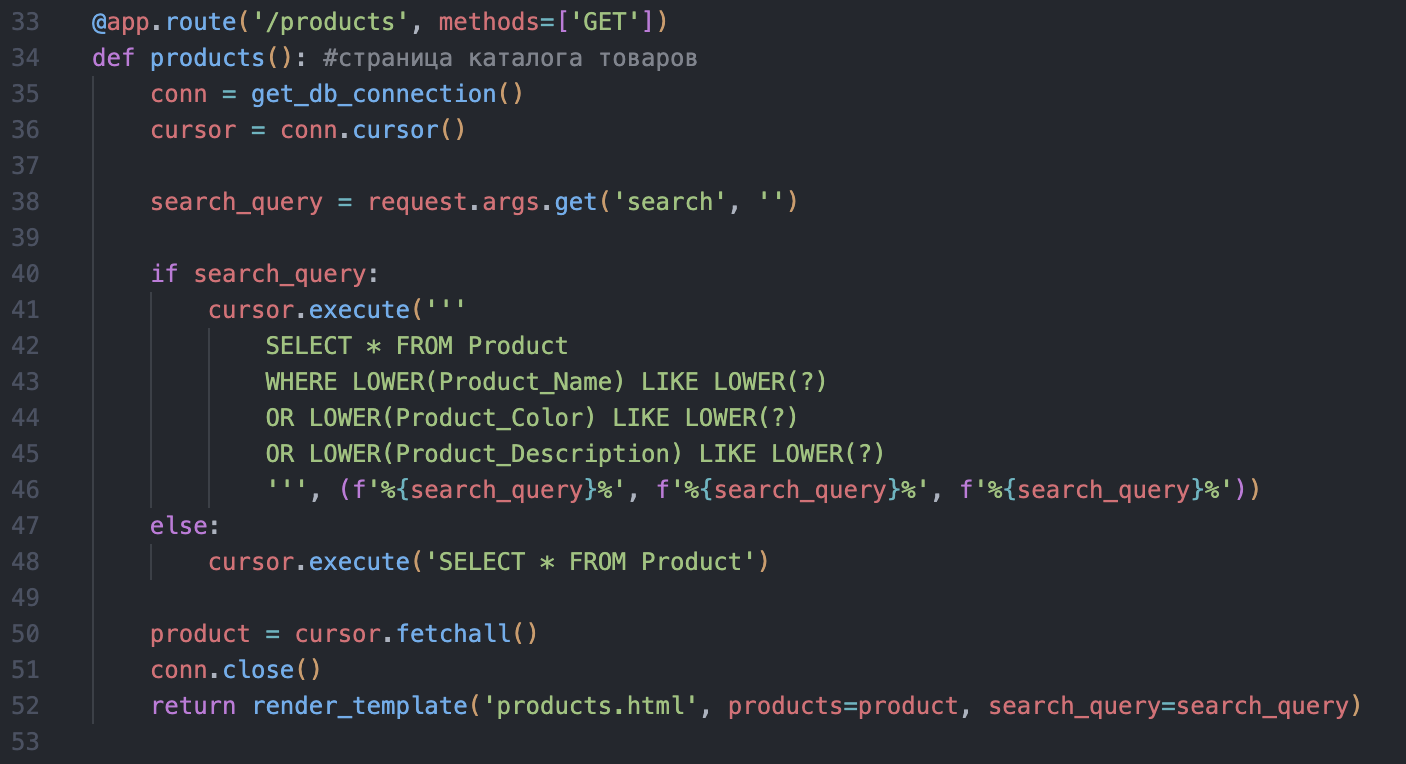 33 @app.route('/products', methods=['GET'])
34 def products(): #страница каталога товаров
35     conn = get_db_connection()
36     cursor = conn.cursor()
37
38     search_query = request.args.get('search', '')
39
40     if search_query:
41         cursor.execute('''
42             SELECT * FROM Product
43             WHERE LOWER(Product_Name) LIKE LOWER(?)
44             OR LOWER(Product_Color) LIKE LOWER(?)
45             OR LOWER(Product_Description) LIKE LOWER(?)
46             ''', (f'%{search_query}%', f'%{search_query}%', f'%{search_query}%'))
47     else:
48         cursor.execute('SELECT * FROM Product')
49
50     product = cursor.fetchall()
51     conn.close()
52     return render_template('products.html', products=product, search_query=search_query)
53